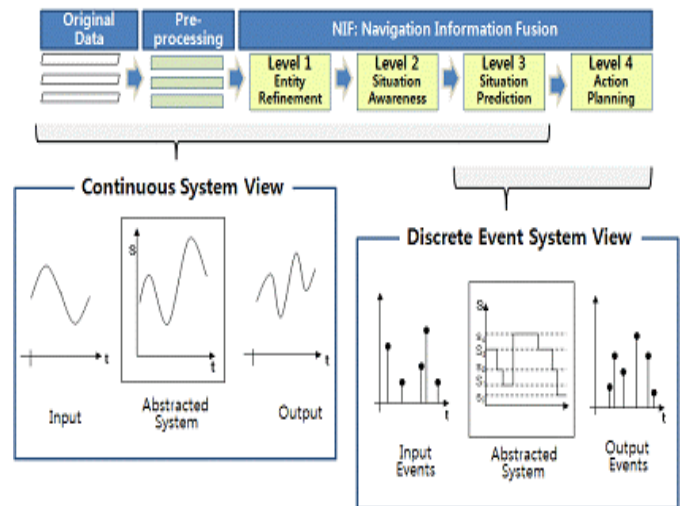 Original
Data
Pre-
processing
NIF: Navigation Information Fusion
Level 1
Entity
Refinement
Level 2
Situation
Awareness
Level 3
Situation
Prediction
Level 4
Action
Planning
Continuous System View
S
t
t
t
Input
Abstracted
System
Output
Discrete Event System View
S
t
t
t
Input
Events
Abstracted
System
Output
Events